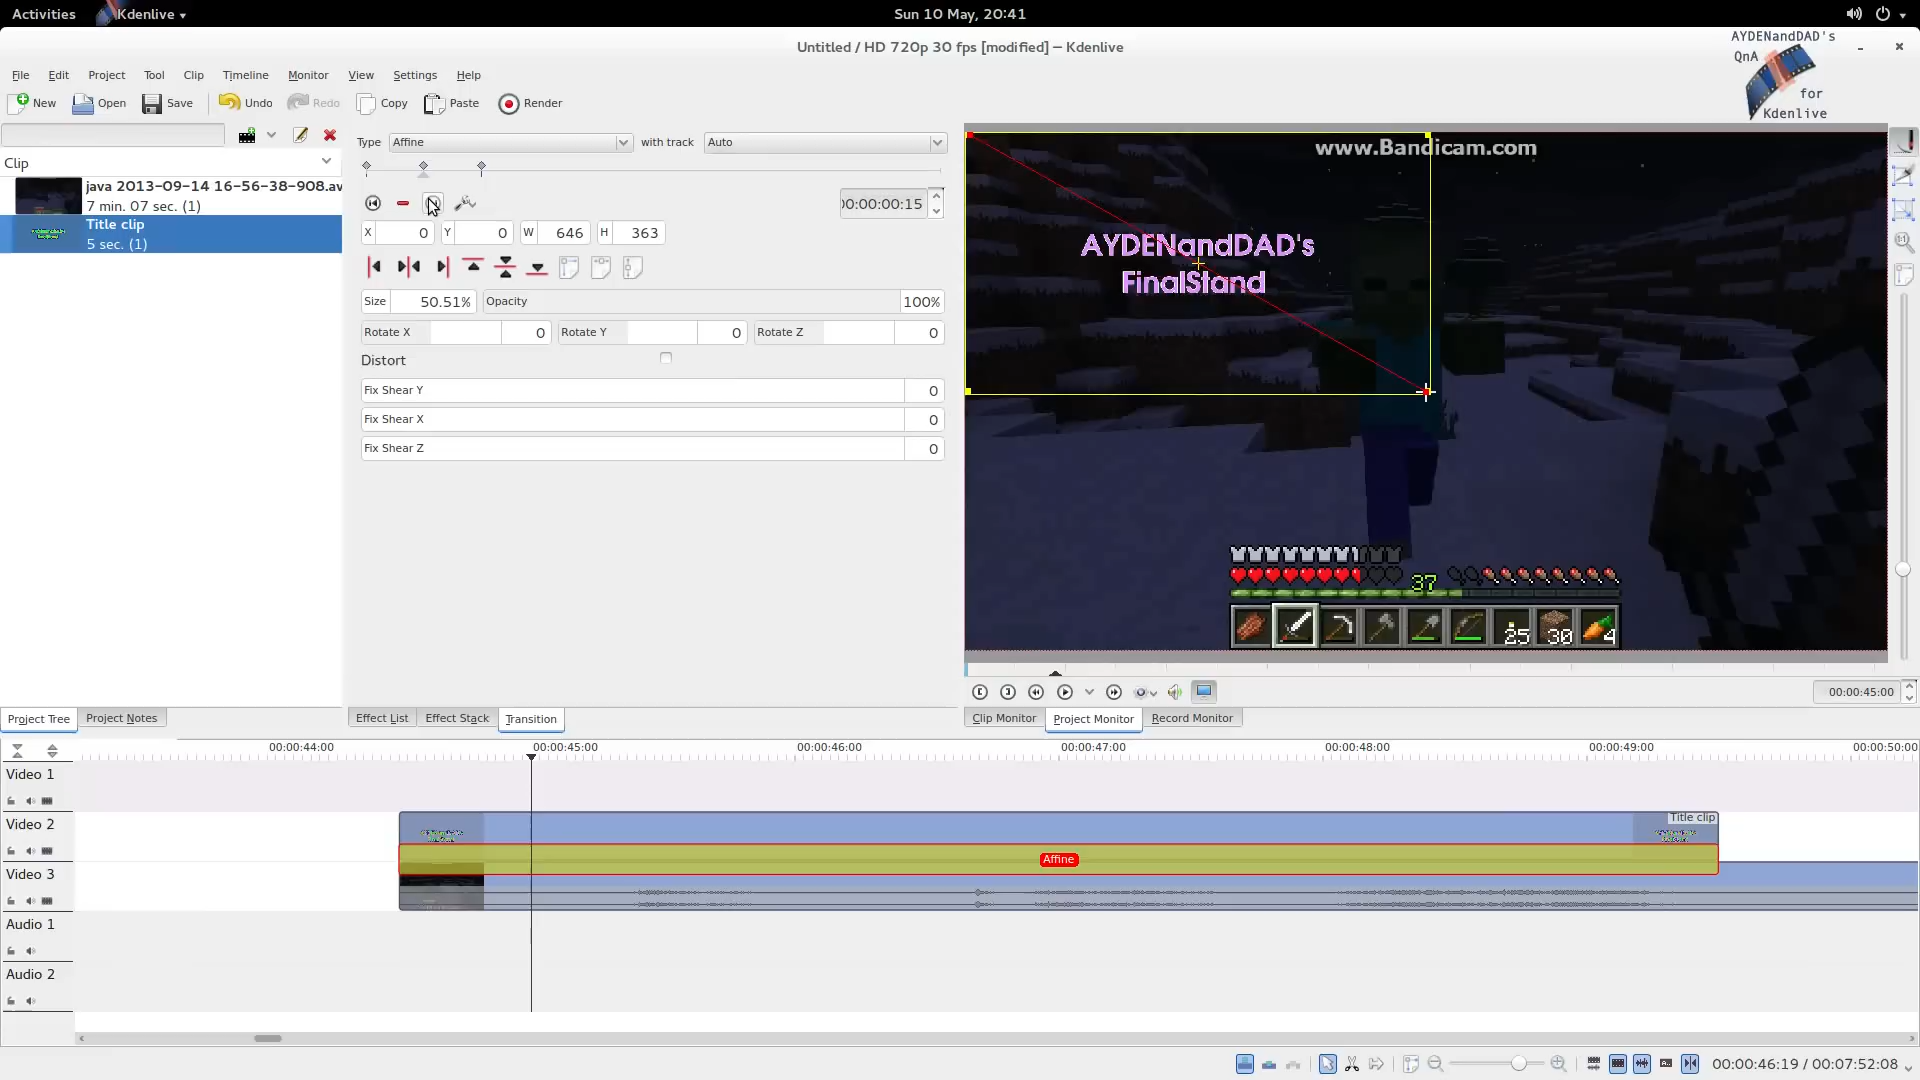 Activities Kdenlive Sun 10 May, 20:41
Untitled / HD 720p 30 fps [modified] — Kdenlive
AYDENandDAD's
QnA
for
Kdenlive
File Edit Project Tool Clip Timeline Monitor View Settings Help
New Open Save Undo Redo Copy Paste Render
Type Affine with track Auto
Clip
java 2013-09-14 16-56-38-908.av
7 min. 07 sec. (1)
Title clip
5 sec. (1)
00:00:00:15
X 0 Y 0 W 646 H 363
Size 50.51% Opacity 100%
Rotate X 0 Rotate Y 0 Rotate Z 0
Distort
Fix Shear Y 0
Fix Shear X 0
Fix Shear Z 0
www.Bandicam.com
AYDENandDAD's
FinalStand
37
25 30 4
00:00:45:00
Project Tree Project Notes Effect List Effect Stack Transition Clip Monitor Project Monitor Record Monitor
00:00:44:00 00:00:45:00 00:00:46:00 00:00:47:00 00:00:48:00 00:00:49:00 00:00:50:00
Video 1
Video 2
Title clip
Affine
Video 3
Audio 1
Audio 2
00:00:46:19 / 00:07:52:08